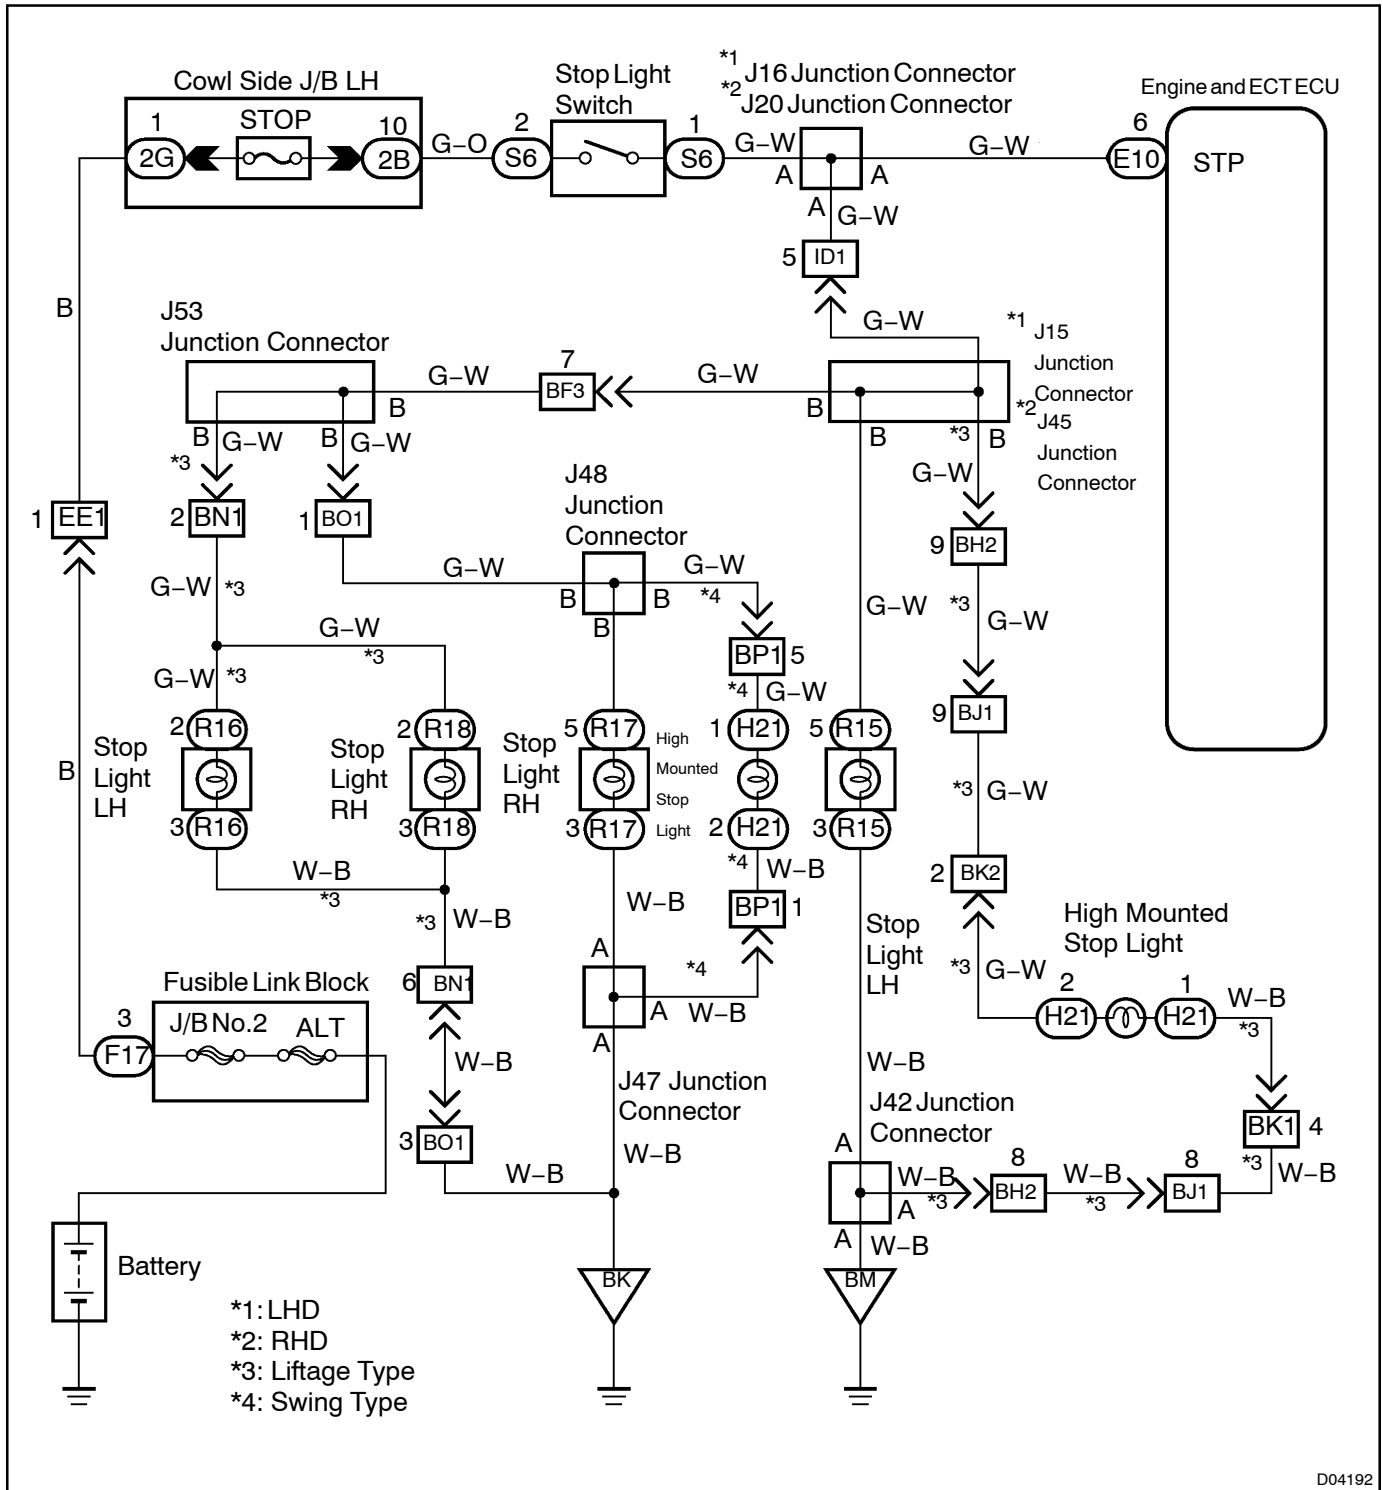 Cowl Side J/B LH
1
STOP
10
2G
2B
G–O
Stop Light
Switch
2
S6
1
S6
*1 J16 Junction Connector
*2 J20 Junction Connector
G–W
A
A
A
G–W
G–W
Engine and ECT ECU
6
E10
STP
5
ID1
G–W
*1 J15
Junction
Connector
*2 J45
Junction
Connector
B
J53
Junction Connector
G–W
7
BF3
G–W
B
B
B
*3
B
B
G–W
B
G–W
*3
G–W
1
EE1
2
BN1
1
BO1
J48
Junction
Connector
9
BH2
G–W
*3
G–W
B
B
B
G–W
*4
G–W
*3
G–W
G–W
*3
BP1
5
*4
G–W
G–W
*3
9
BJ1
B
Stop
Light
LH
2
R16
3
R16
Stop
Light
RH
2
R18
3
R18
Stop
Light
RH
5
R17
3
R17
High
Mounted
Stop
Light
1
H21
2
H21
5
R15
3
R15
*3
G–W
W–B
*3
*3
W–B
W–B
*4
W–B
BP1
1
Stop
Light
LH
2
BK2
High Mounted
Stop Light
*3
G–W
2
H21
1
H21
W–B
*3
6
BN1
A
A
A
*4
W–B
Fusible Link Block
3
F17
J/B No.2
ALT
W–B
J47 Junction
Connector
W–B
J42 Junction
Connector
3
BO1
W–B
W–B
A
A
A
W–B
*3
8
BH2
W–B
*3
8
BJ1
BK1
4
*3
W–B
W–B
BK
BM
Battery
*1: LHD
*2: RHD
*3: Liftage Type
*4: Swing Type
D04192